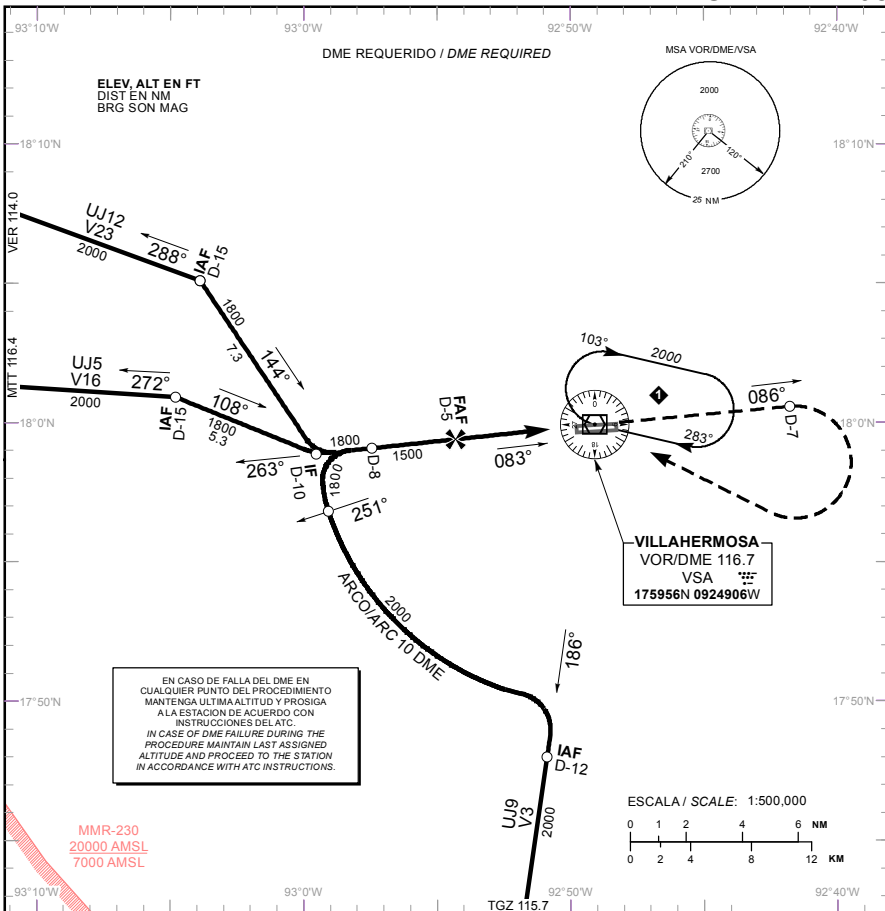 93°10'W
93°0'W
92°50'W
92°40'W
DME REQUERIDO / DME REQUIRED
MSA VOR/DME/VSA
2000
210°
120°
2700
25 NM
ELEV, ALT EN FT
DIST EN NM
BRG SON MAG
18°10'N
18°10'N
VER 114.0
UJ12
V23
2000
288°
IAF
D-15
1800
7.3
144°
MTT 116.4
UJ5
V16
2000
272°
IAF
D-15
108°
1800
5.3
263°
IF
D-10
1800
1800
D-8
1500
FAF
D-5
083°
103°
2000
1
283°
086°
D-7
0
18
18°0'N
18°0'N
251°
VILLAHERMOSA
VOR/DME 116.7
VSA
175956N 0924906W
ARCO/ARC 10 DME
2000
186°
IAF
D-12
UJ9
V3
2000
TGZ 115.7
17°50'N
17°50'N
EN CASO DE FALLA DEL DME EN
CUALQUIER PUNTO DEL PROCEDIMIENTO
MANTENGA ULTIMA ALTITUD Y PROSIGA
A LA ESTACION DE ACUERDO CON
INSTRUCCIONES DEL ATC.
IN CASE OF DME FAILURE DURING THE
PROCEDURE MAINTAIN LAST ASSIGNED
ALTITUDE AND PROCEED TO THE STATION
IN ACCORDANCE WITH ATC INSTRUCTIONS.
MMR-230
20000 AMSL
7000 AMSL
ESCALA / SCALE: 1:500,000
0 1 2 4 6 NM
0 2 4 8 12 KM
93°10'W
93°0'W
92°50'W
92°40'W